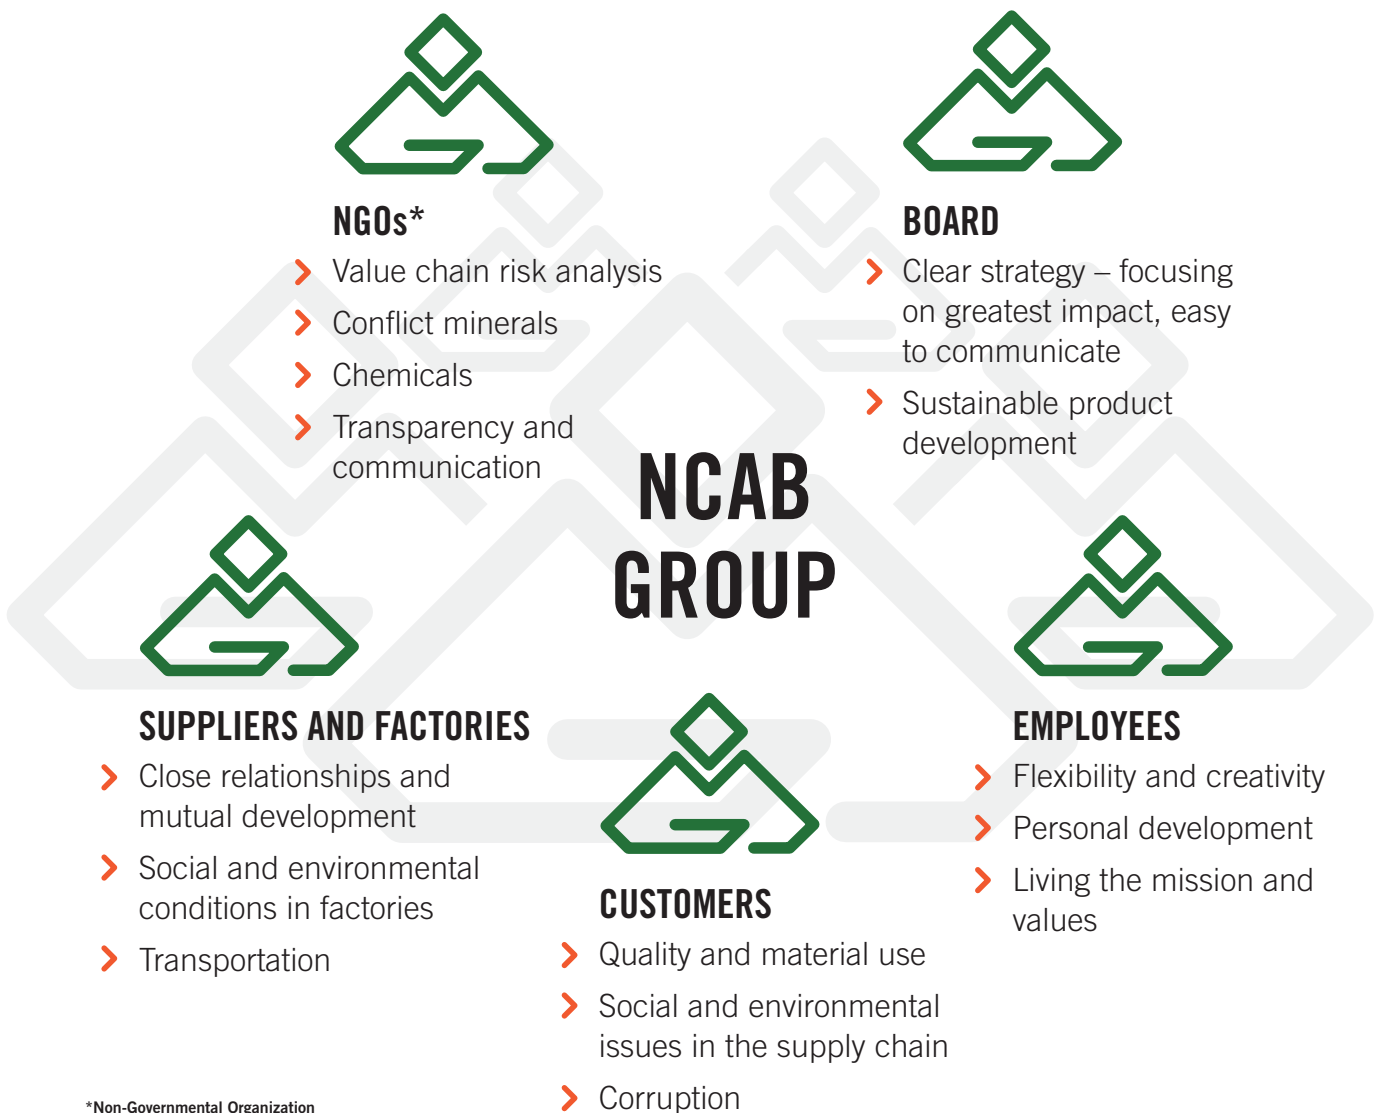 NGOs*
Value chain risk analysis
Conflict minerals
Chemicals
Transparency and
communication
BOARD
Clear strategy – focusing
on greatest impact, easy
to communicate
Sustainable product
development
NCAB
GROUP
SUPPLIERS AND FACTORIES
Close relationships and
mutual development
Social and environmental
conditions in factories
Transportation
CUSTOMERS
Quality and material use
Social and environmental
issues in the supply chain
Corruption
EMPLOYEES
Flexibility and creativity
Personal development
Living the mission and
values
*Non-Governmental Organization